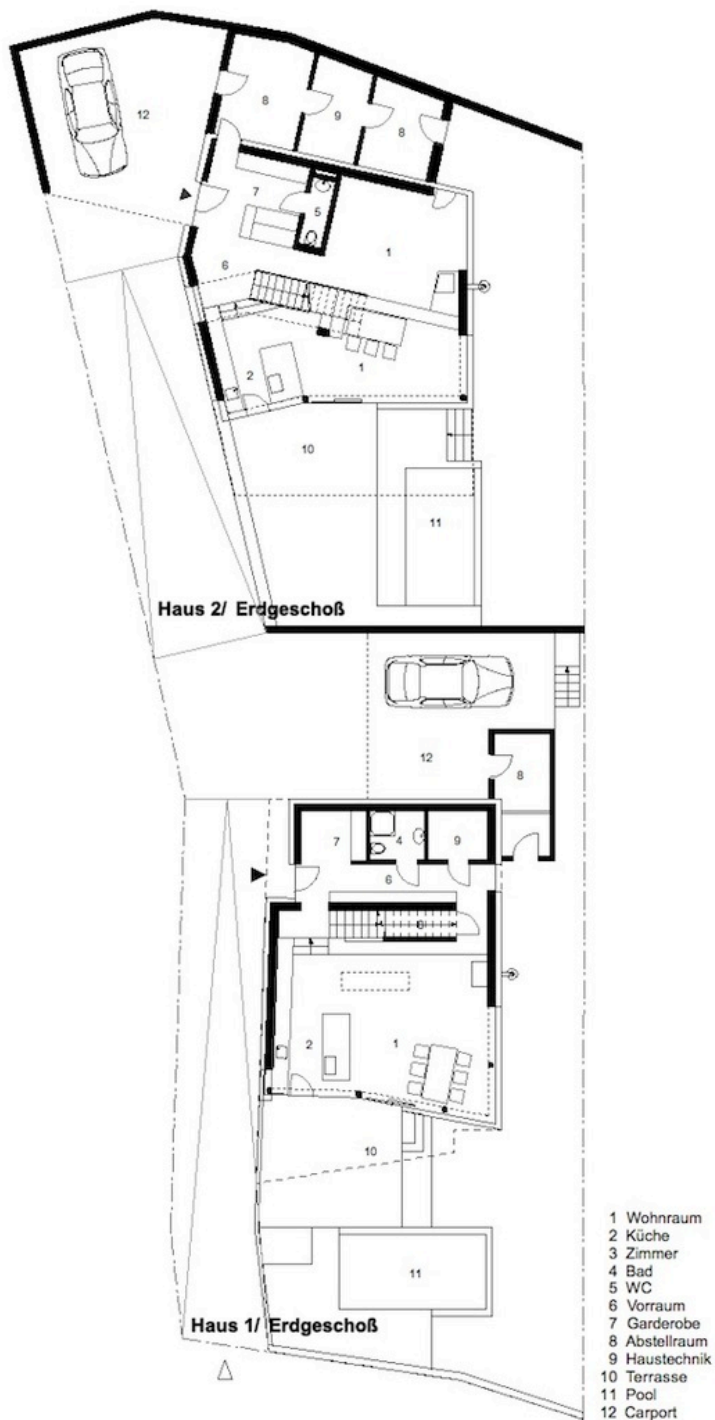 12
8
9
8
7
5
6
1
1
2
10
11
Haus 2/ Erdgeschoß
12
8
7
4
9
6
8
2
1
10
11
Haus 1/ Erdgeschoß
1 Wohnraum
2 Küche
3 Zimmer
4 Bad
5 WC
6 Vorraum
7 Garderobe
8 Abstellraum
9 Haustechnik
10 Terrasse
11 Pool
12 Carport